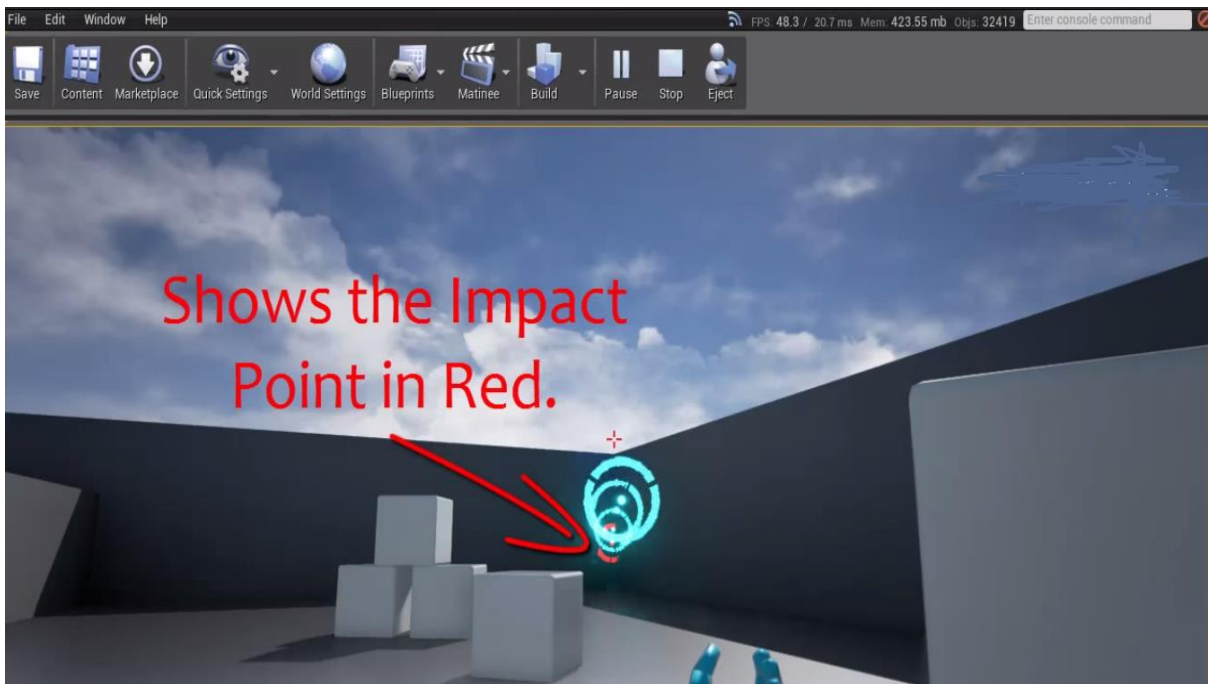 File Edit Window Help
FPS: 48.3 / 20.7 ms Mem: 423.55 mb Objs: 32419 Enter console command
Save Content Marketplace Quick Settings World Settings Blueprints Matinee Build Pause Stop Eject
Shows the Impact
Point in Red.